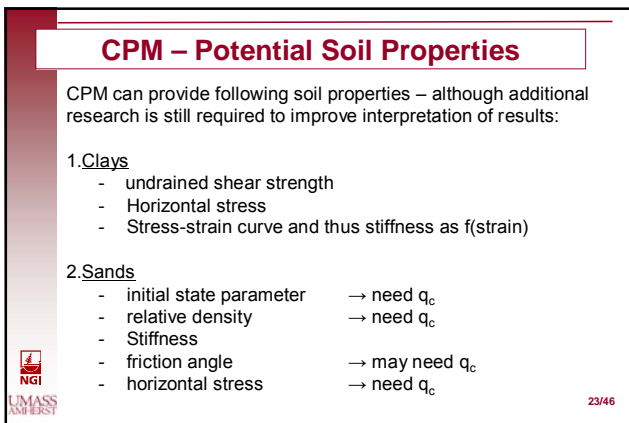 CPM – Potential Soil Properties
CPM can provide following soil properties – although additional
research is still required to improve interpretation of results:
1.Clays
- undrained shear strength
- Horizontal stress
- Stress-strain curve and thus stiffness as f(strain)
2.Sands
- initial state parameter → need qc
- relative density → need qc
- Stiffness
- friction angle → may need qc
- horizontal stress → need qc
NGI
UMASS
AMHERST
23/46